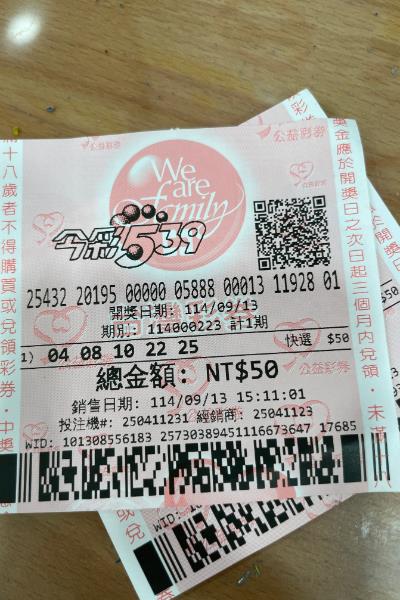 We
are
Family
公益彩券
今彩539
25432 20195 00000 05888 00013 11928 01
開獎日期: 114/09/13
期別: 114000223 計1期
1) 04 08 10 22 25 快選 $50
總金額: NT$50
銷售日期: 114/09/13 15:11:01
投注機#: 250411231 經銷商: 25041123
WID: 101308556183 25730389451116673647 17685
十八歲者不得購買或兌領彩券
中獎
獎金應於開獎日之次日起三個月內兌領
未滿八